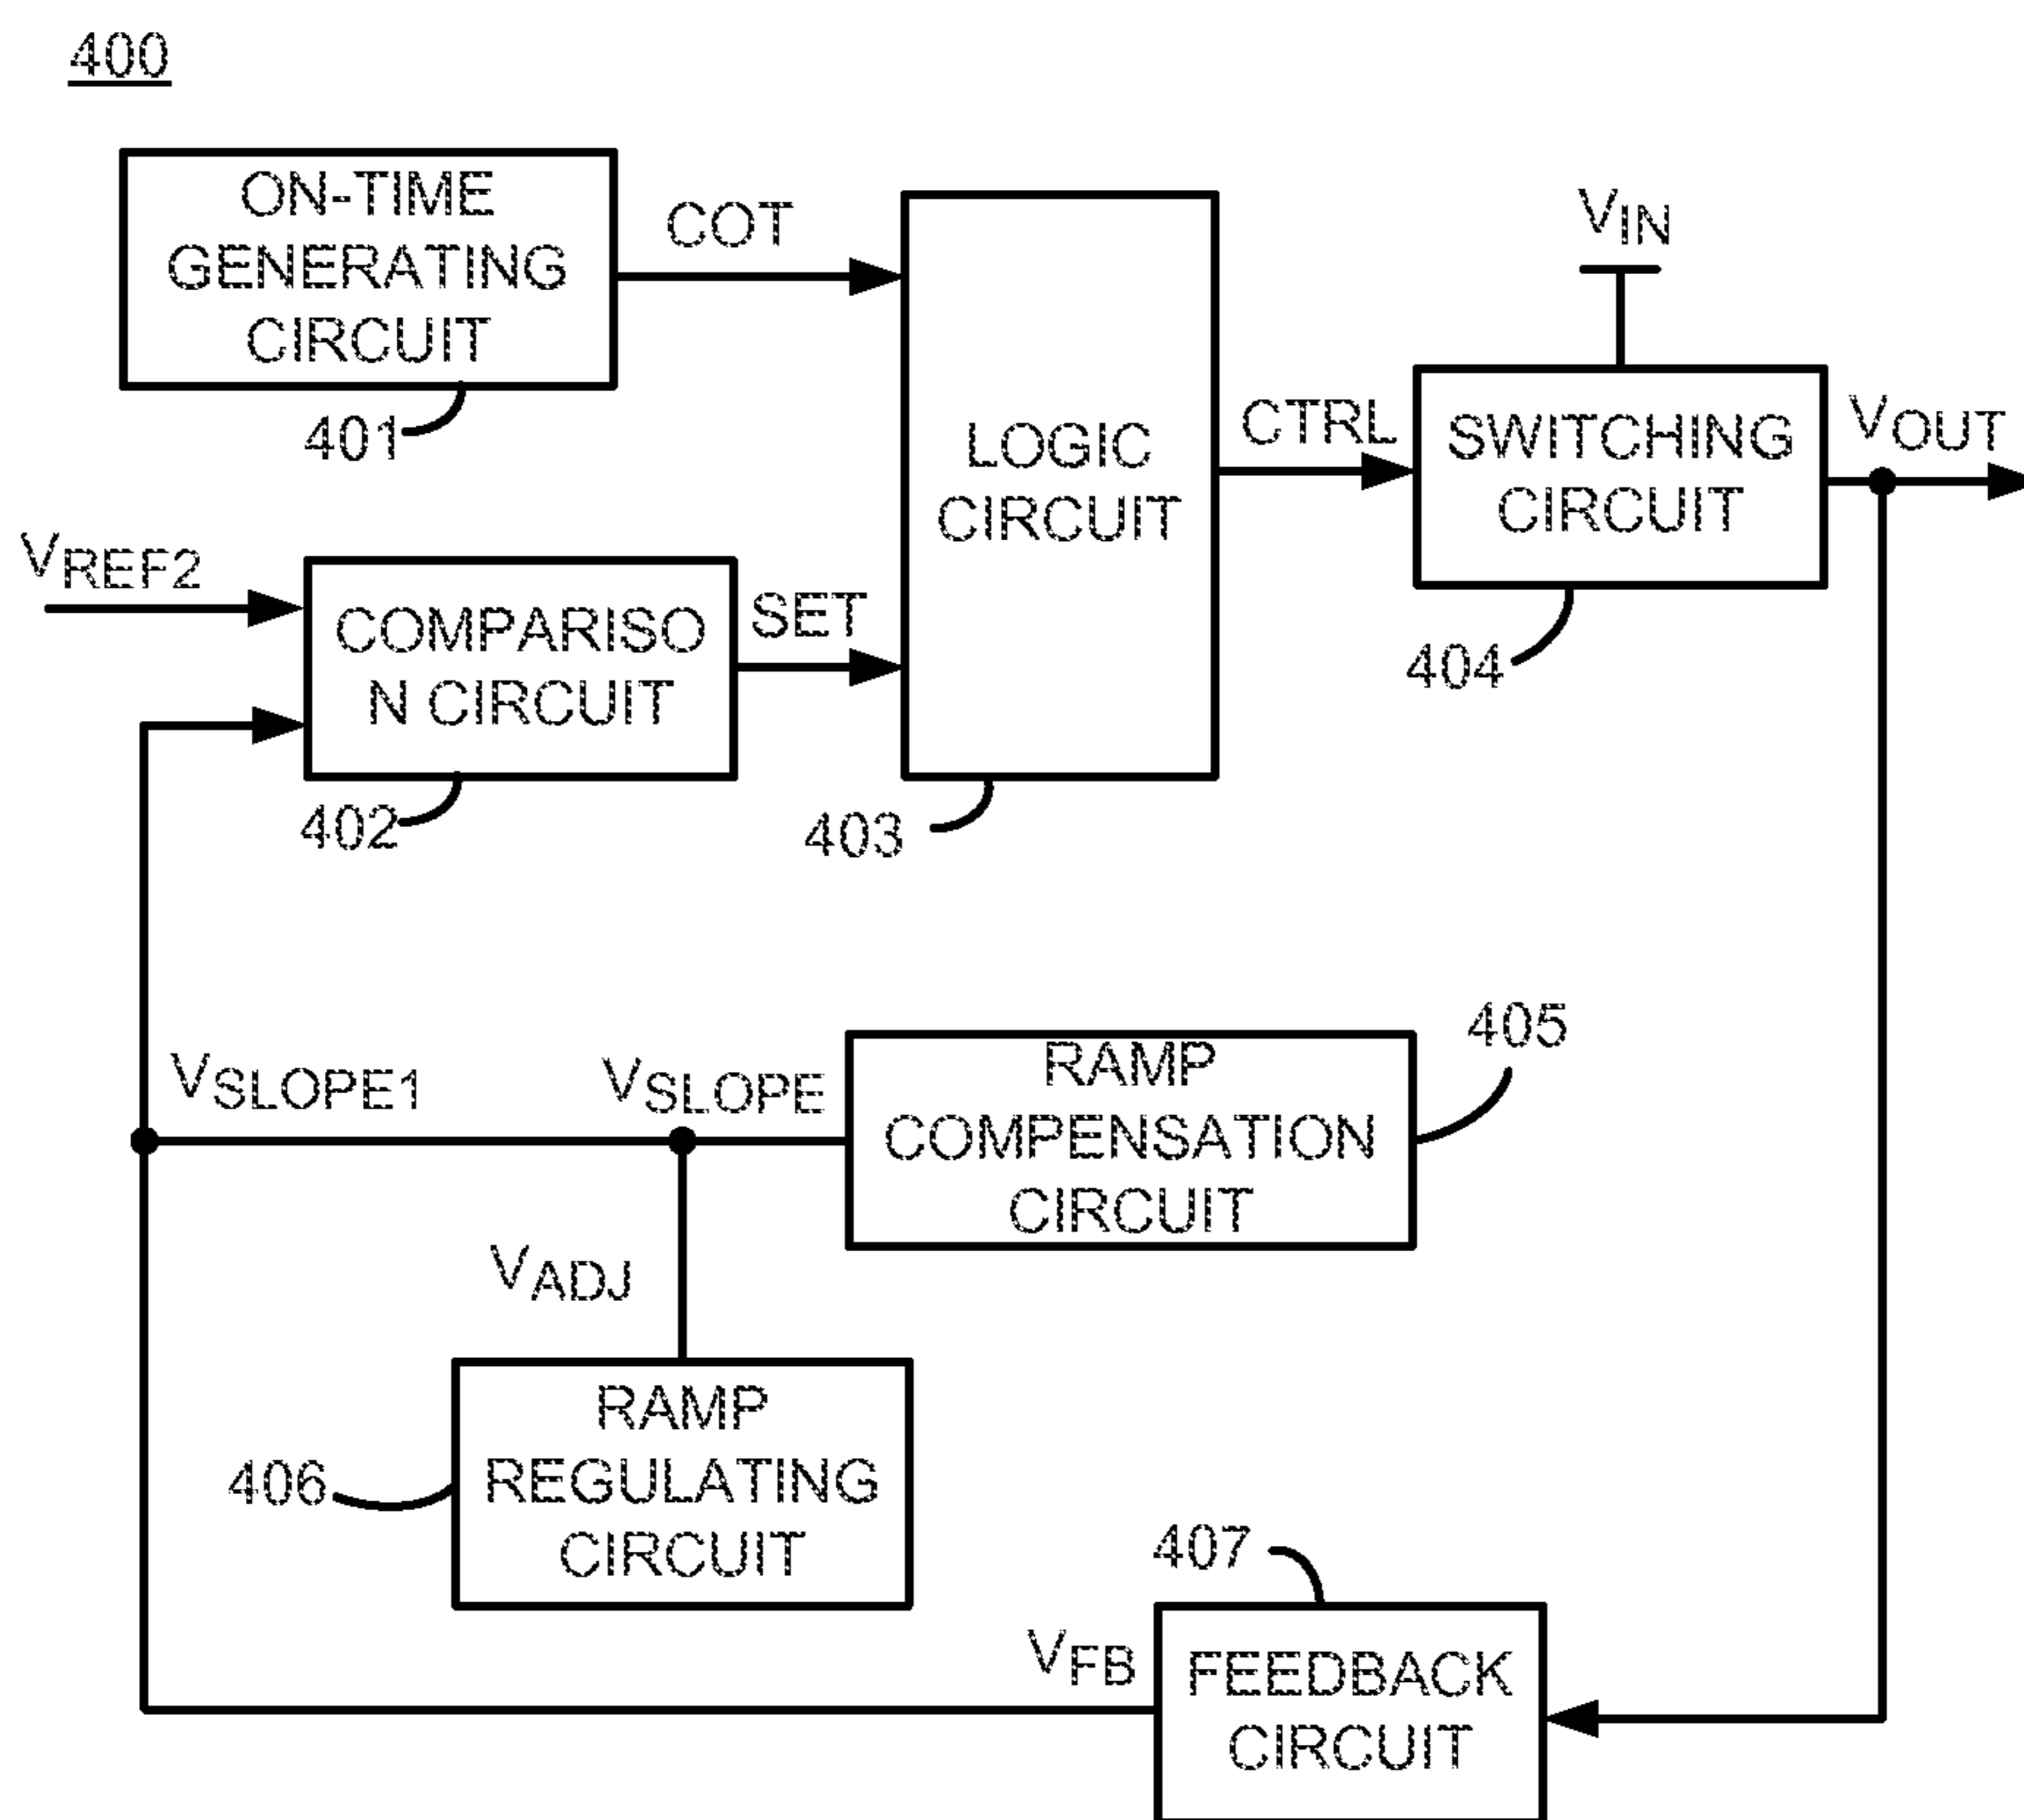 400
ON-TIME
GENERATING
CIRCUIT
401
COT
VREF2
COMPARISO
N CIRCUIT
402
SET
LOGIC
CIRCUIT
403
CTRL
VIN
SWITCHING
CIRCUIT
404
VOUT
VSLOPE1
VSLOPE
RAMP
COMPENSATION
CIRCUIT
405
VADJ
RAMP
REGULATING
CIRCUIT
406
407
VFB
FEEDBACK
CIRCUIT